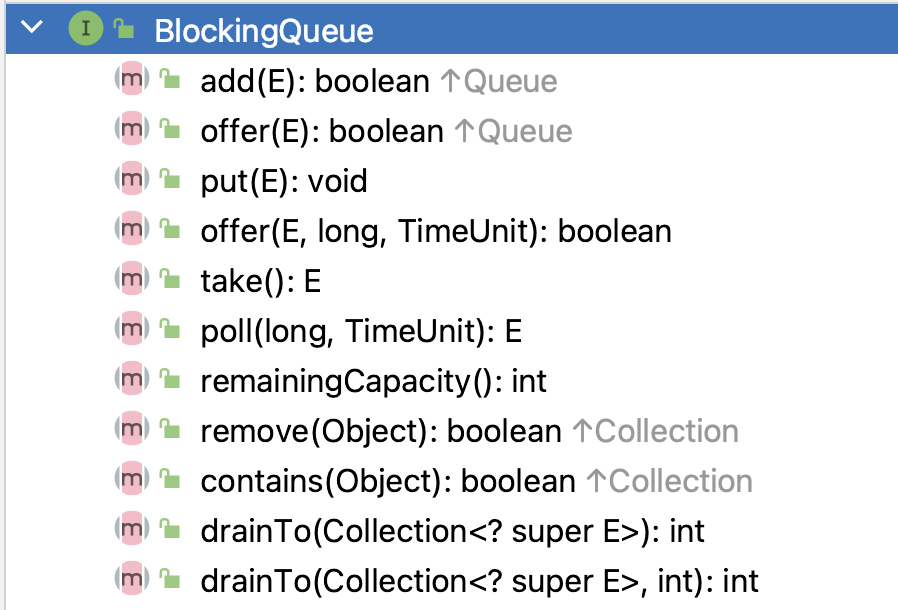 I BlockingQueue
m add(E): boolean ↑Queue
m offer(E): boolean ↑Queue
m put(E): void
m offer(E, long, TimeUnit): boolean
m take(): E
m poll(long, TimeUnit): E
m remainingCapacity(): int
m remove(Object): boolean ↑Collection
m contains(Object): boolean ↑Collection
m drainTo(Collection<? super E>): int
m drainTo(Collection<? super E>, int): int